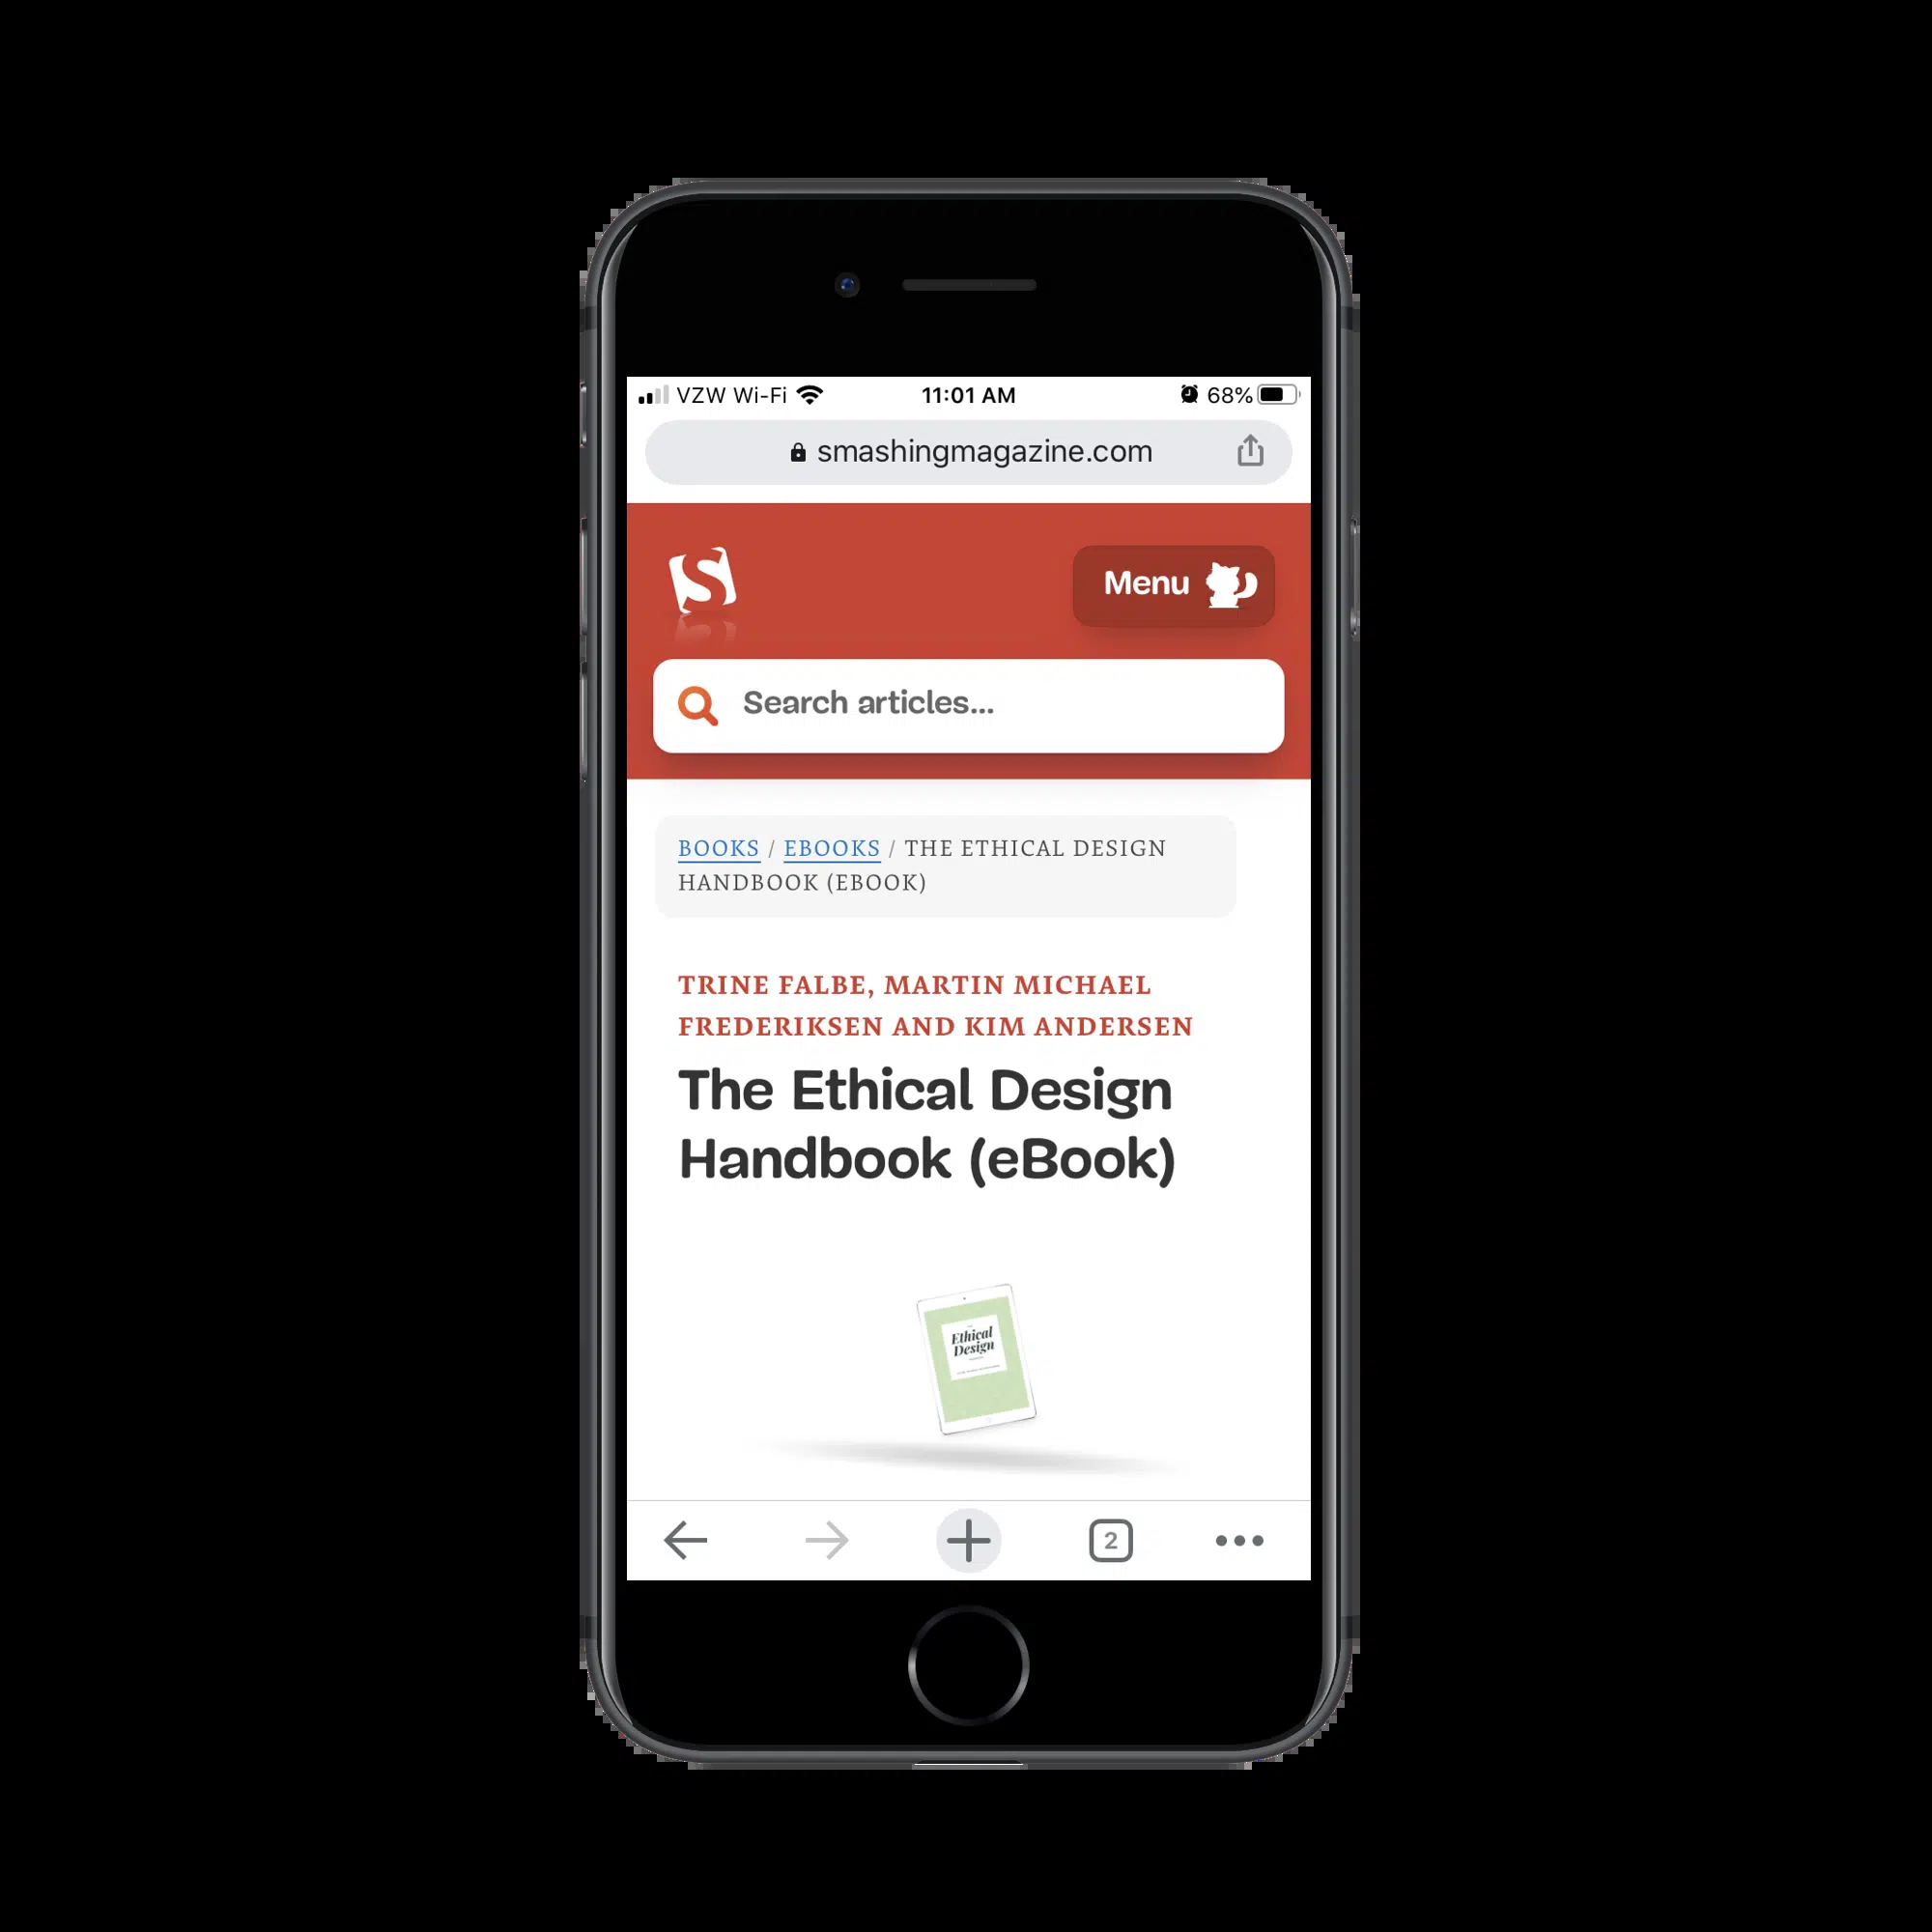 VZW Wi-Fi 11:01 AM 68%
smashingmagazine.com
S
Menu
Search articles...
BOOKS / EBOOKS / THE ETHICAL DESIGN
HANDBOOK (EBOOK)
TRINE FALBE, MARTIN MICHAEL
FREDERIKSEN AND KIM ANDERSEN
The Ethical Design
Handbook (eBook)
Ethical
Design
2